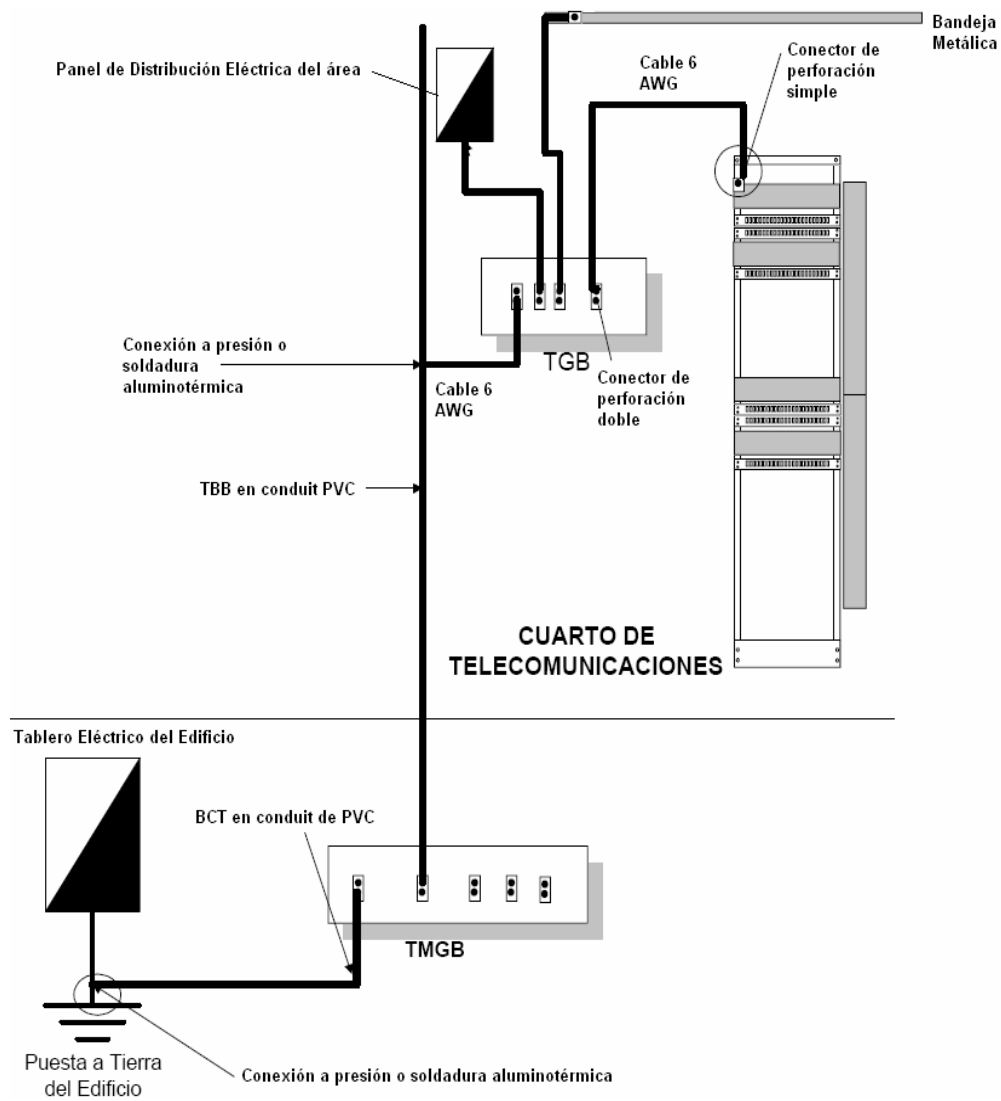 Bandeja
Metálica
Conector de
perforación
simple
Cable 6
AWG
Panel de Distribución Eléctrica del área
Conexión a presión o
soldadura
aluminotérmica
TGB
Cable 6
AWG
Conector de
perforación
doble
TBB en conduit PVC
CUARTO DE
TELECOMUNICACIONES
Tablero Eléctrico del Edificio
BCT en conduit de PVC
TMGB
Puesta a Tierra
del Edificio
Conexión a presión o soldadura aluminotérmica